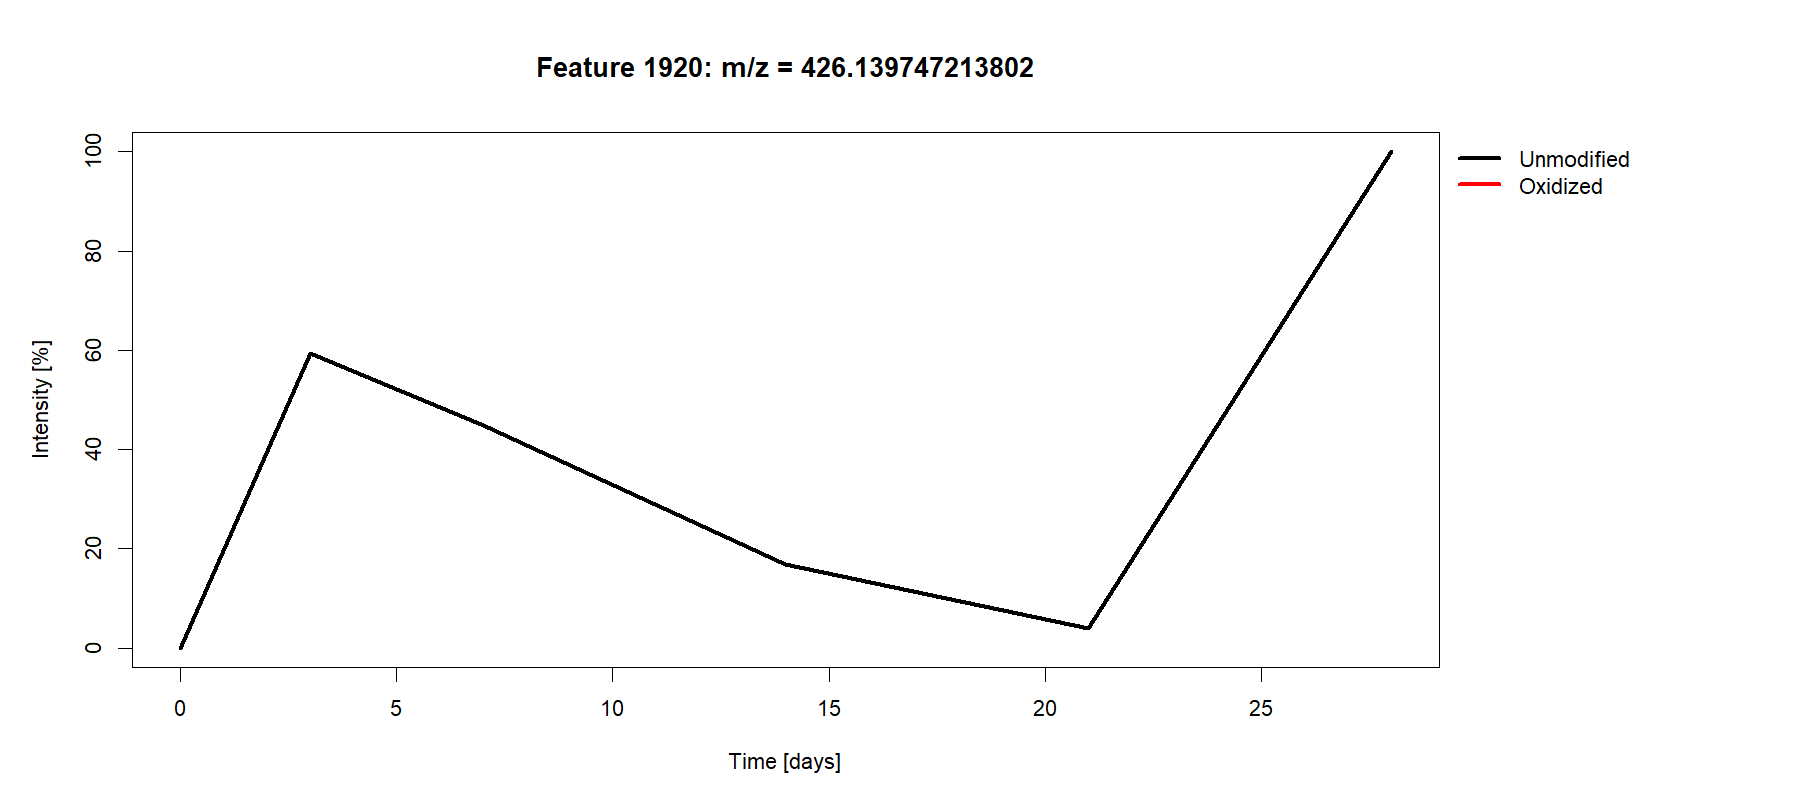 Feature 1920: m/z = 426.139747213802
Unmodified
Oxidized
Intensity [%]
100
80
60
40
20
0
0 5 10 15 20 25
Time [days]